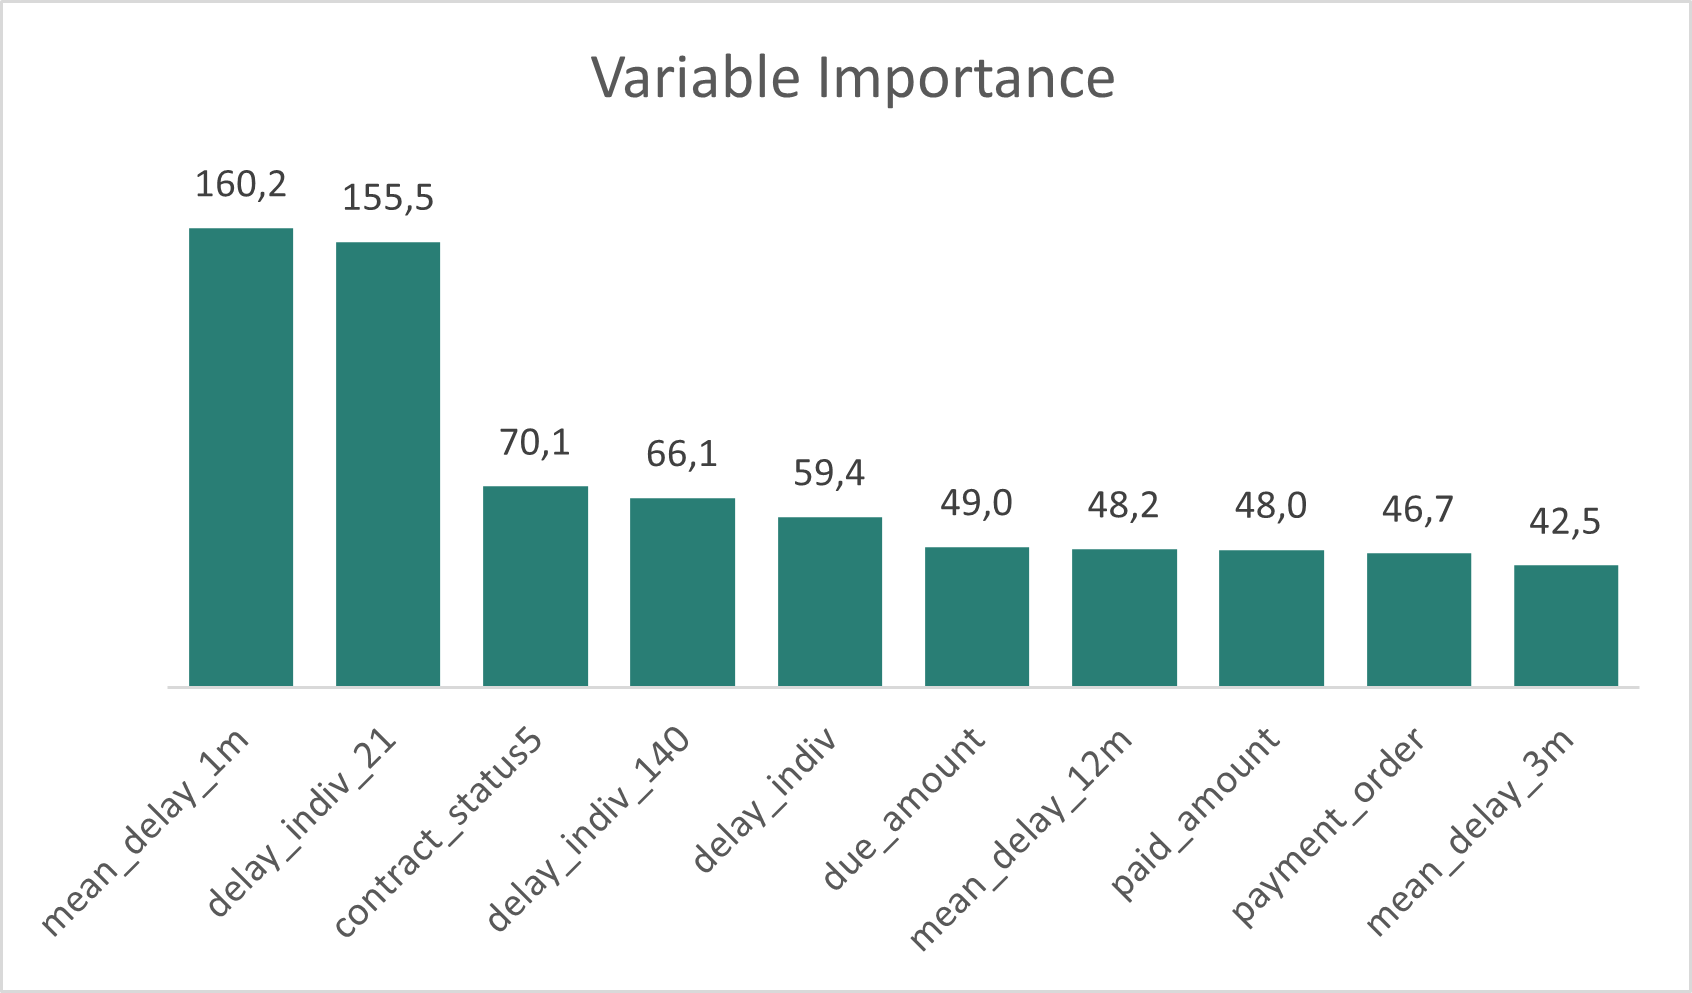 Variable Importance
160,2
155,5
70,1
66,1
59,4
49,0
48,2
48,0
46,7
42,5
mean_delay_1m
delay_indiv_21
contract_status5
delay_indiv_140
delay_indiv
due_amount
mean_delay_12m
paid_amount
payment_order
mean_delay_3m